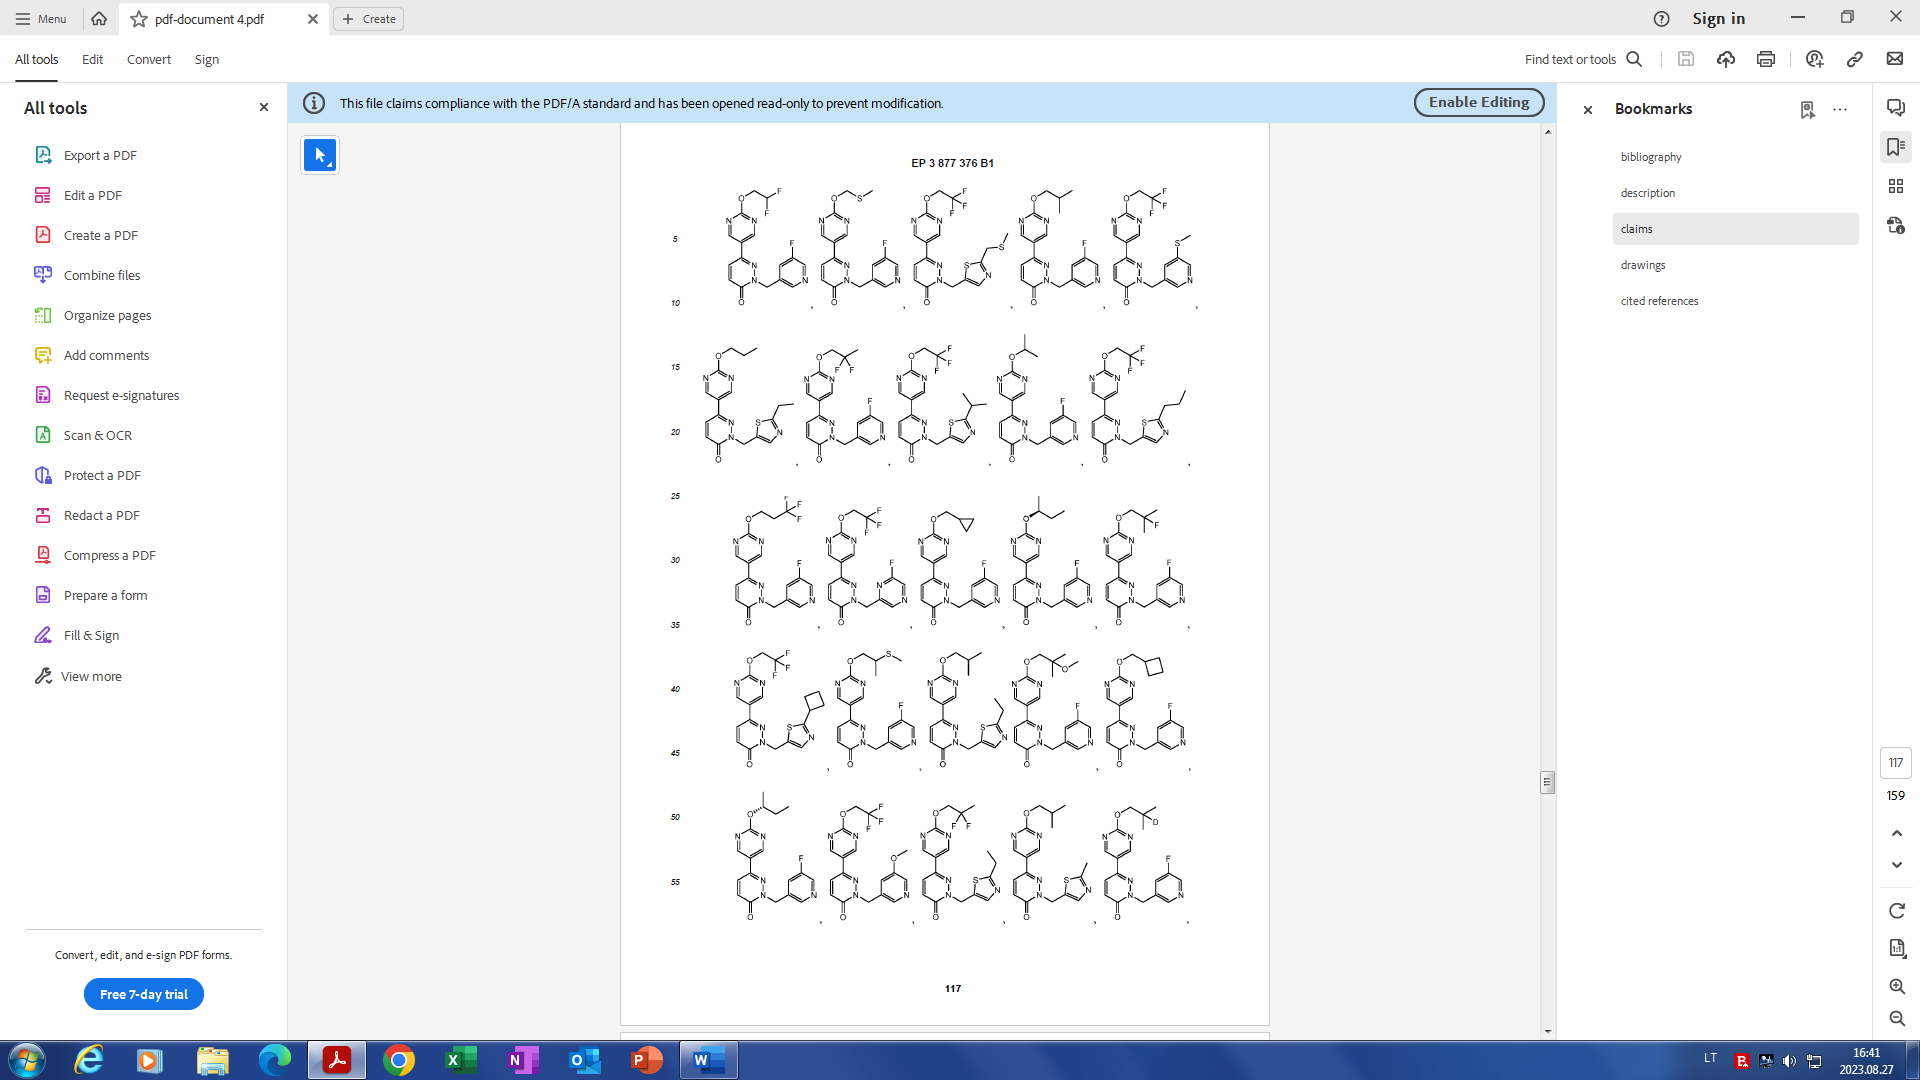 Menu
pdf-document 4.pdf
Create
Sign in
All tools
Edit
Convert
Sign
Find text or tools
All tools
This file claims compliance with the PDF/A standard and has been opened read-only to prevent modification.
Enable Editing
Bookmarks
Export a PDF
Edit a PDF
Create a PDF
Combine files
Organize pages
Add comments
Request e-signatures
Scan & OCR
Protect a PDF
Redact a PDF
Compress a PDF
Prepare a form
Fill & Sign
View more
Convert, edit, and e-sign PDF forms.
Free 7-day trial
EP 3 877 376 B1
5
10
15
20
25
30
35
40
45
50
55
117
bibliography
description
claims
drawings
cited references
117
159
LT
16:41
2023.08.27